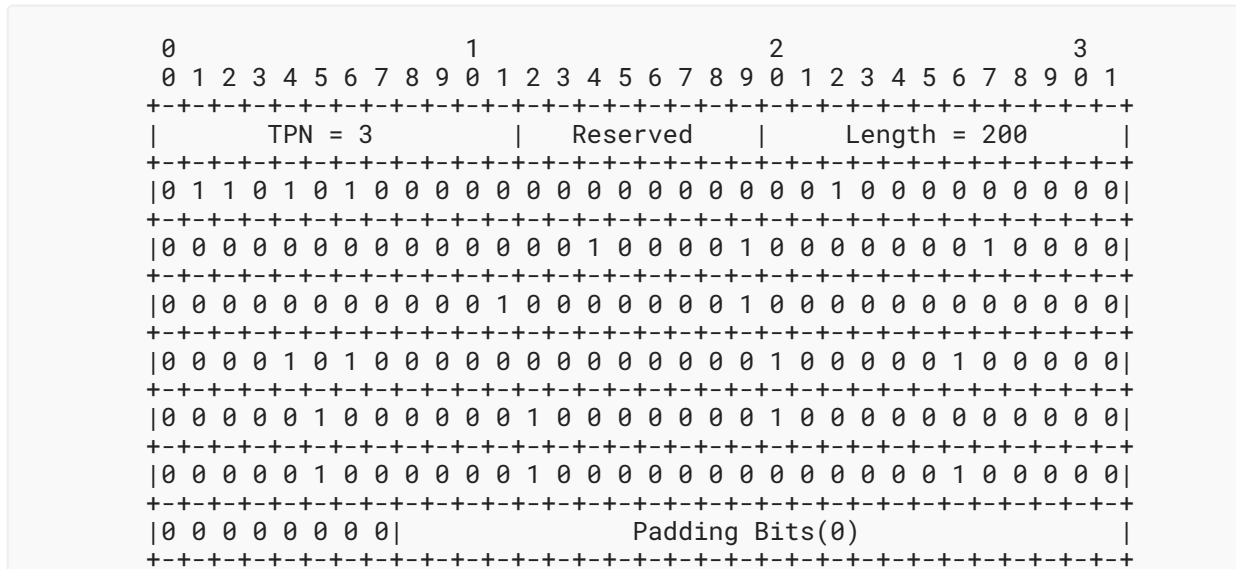 0                   1                   2                   3
0 1 2 3 4 5 6 7 8 9 0 1 2 3 4 5 6 7 8 9 0 1 2 3 4 5 6 7 8 9 0 1
+-+-+-+-+-+-+-+-+-+-+-+-+-+-+-+-+-+-+-+-+-+-+-+-+-+-+-+-+-+-+-+-+
|       TPN = 3         |   Reserved    |     Length = 200      |
+-+-+-+-+-+-+-+-+-+-+-+-+-+-+-+-+-+-+-+-+-+-+-+-+-+-+-+-+-+-+-+-+
|0 1 1 0 1 0 1 0 0 0 0 0 0 0 0 0 0 0 0 0 0 0 1 0 0 0 0 0 0 0 0 0|
+-+-+-+-+-+-+-+-+-+-+-+-+-+-+-+-+-+-+-+-+-+-+-+-+-+-+-+-+-+-+-+-+
|0 0 0 0 0 0 0 0 0 0 0 0 0 0 1 0 0 0 0 1 0 0 0 0 0 0 0 1 0 0 0 0|
+-+-+-+-+-+-+-+-+-+-+-+-+-+-+-+-+-+-+-+-+-+-+-+-+-+-+-+-+-+-+-+-+
|0 0 0 0 0 0 0 0 0 0 0 1 0 0 0 0 0 0 0 1 0 0 0 0 0 0 0 0 0 0 0 0|
+-+-+-+-+-+-+-+-+-+-+-+-+-+-+-+-+-+-+-+-+-+-+-+-+-+-+-+-+-+-+-+-+
|0 0 0 0 1 0 1 0 0 0 0 0 0 0 0 0 0 0 0 0 1 0 0 0 0 0 1 0 0 0 0 0|
+-+-+-+-+-+-+-+-+-+-+-+-+-+-+-+-+-+-+-+-+-+-+-+-+-+-+-+-+-+-+-+-+
|0 0 0 0 0 1 0 0 0 0 0 0 1 0 0 0 0 0 0 0 1 0 0 0 0 0 0 0 0 0 0 0|
+-+-+-+-+-+-+-+-+-+-+-+-+-+-+-+-+-+-+-+-+-+-+-+-+-+-+-+-+-+-+-+-+
|0 0 0 0 0 1 0 0 0 0 0 0 1 0 0 0 0 0 0 0 0 0 0 0 0 0 1 0 0 0 0 0|
+-+-+-+-+-+-+-+-+-+-+-+-+-+-+-+-+-+-+-+-+-+-+-+-+-+-+-+-+-+-+-+-+
|0 0 0 0 0 0 0 0|               Padding Bits(0)                 |
+-+-+-+-+-+-+-+-+-+-+-+-+-+-+-+-+-+-+-+-+-+-+-+-+-+-+-+-+-+-+-+-+